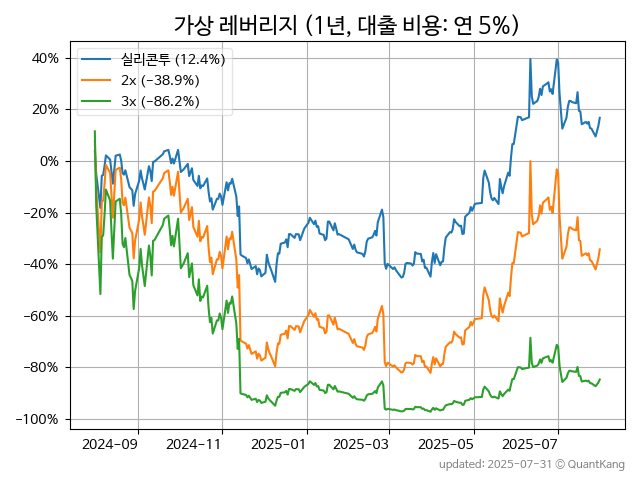 가상 레버리지 (1년, 대출 비용: 연 5%)
실리콘투 (12.4%)
2x (−38.9%)
3x (−86.2%)
40%
20%
0%
−20%
−40%
−60%
−80%
−100%
2024-09 2024-11 2025-01 2025-03 2025-05 2025-07
updated: 2025-07-31 © QuantKang